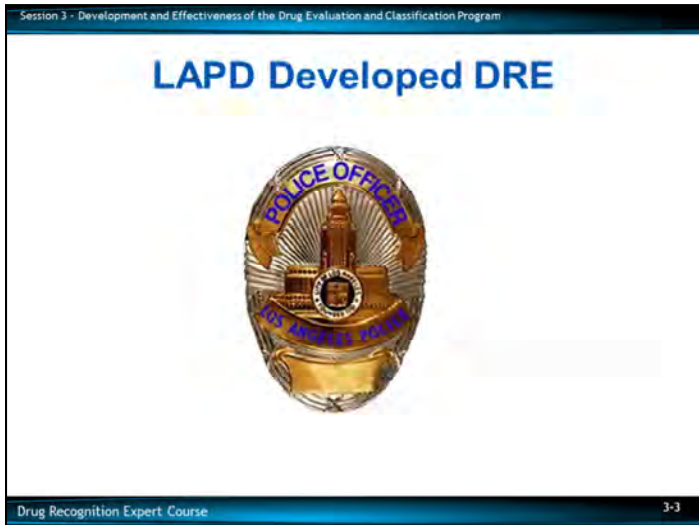 Session 3 - Development and Effectiveness of the Drug Evaluation and Classification Program
LAPD Developed DRE
POLICE OFFICER
LOS ANGELES POLICE
Drug Recognition Expert Course
3-3